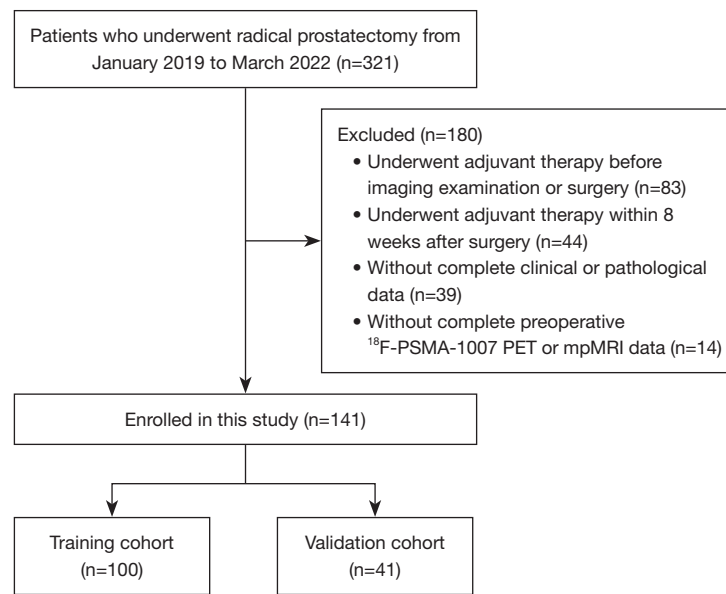 Patients who underwent radical prostatectomy from
January 2019 to March 2022 (n=321)
Excluded (n=180)
• Underwent adjuvant therapy before
imaging examination or surgery (n=83)
• Underwent adjuvant therapy within 8
weeks after surgery (n=44)
• Without complete clinical or pathological
data (n=39)
• Without complete preoperative
¹⁸F-PSMA-1007 PET or mpMRI data (n=14)
Enrolled in this study (n=141)
Training cohort
(n=100)
Validation cohort
(n=41)